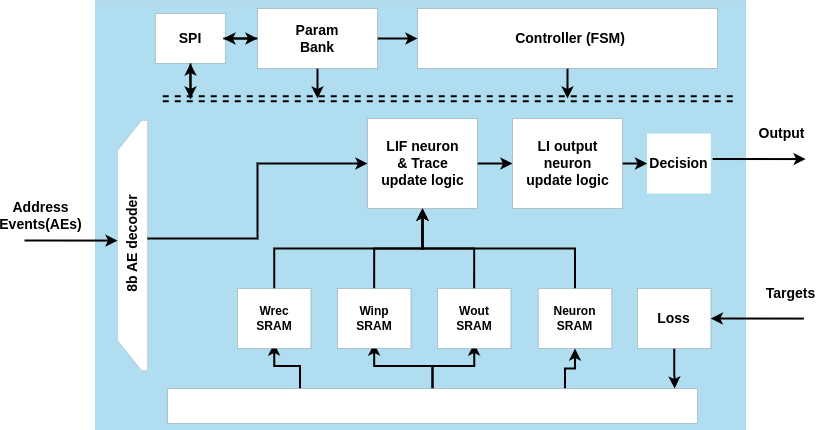 SPI
Param
Bank
Controller (FSM)
Output
LIF neuron
& Trace
update logic
LI output
neuron
update logic
Decision
Address
Events(AEs)
8b AE decoder
Targets
Wrec
SRAM
Winp
SRAM
Wout
SRAM
Neuron
SRAM
Loss